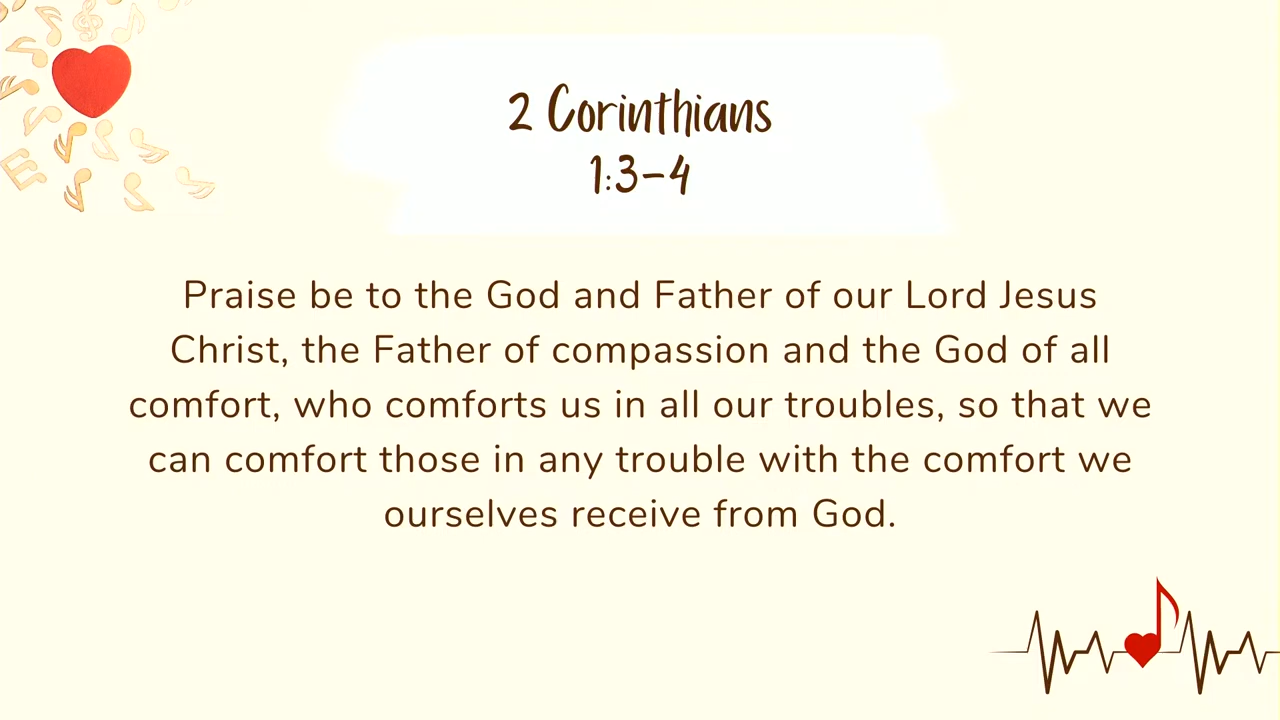 2 Corinthians
1:3-4
Praise be to the God and Father of our Lord Jesus
Christ, the Father of compassion and the God of all
comfort, who comforts us in all our troubles, so that we
can comfort those in any trouble with the comfort we
ourselves receive from God.